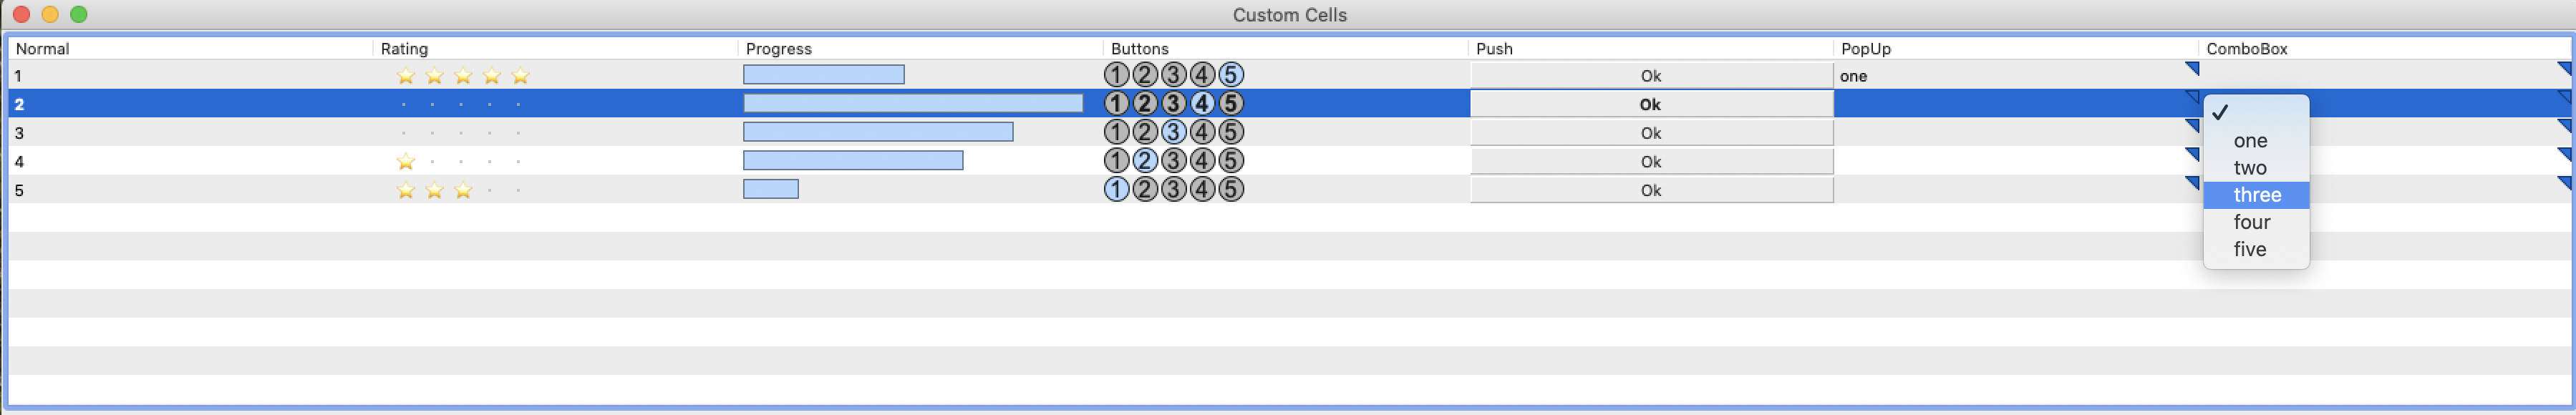 Custom Cells
Normal Rating Progress Buttons Push PopUp ComboBox
1 1 2 3 4 5 Ok one
2 1 2 3 4 5 Ok
3 1 2 3 4 5 Ok
4 1 2 3 4 5 Ok
5 1 2 3 4 5 Ok
one
two
three
four
five